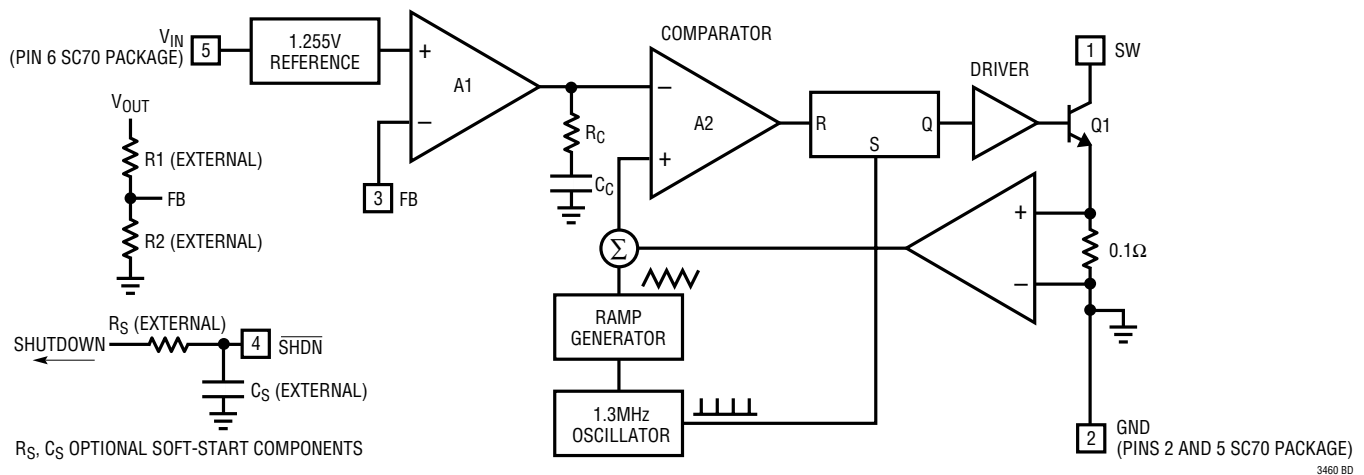 V_IN
(PIN 6 SC70 PACKAGE)
5
1.255V
REFERENCE
+
−
A1
3
FB
V_OUT
R1 (EXTERNAL)
FB
R2 (EXTERNAL)
R_C
C_C
COMPARATOR
−
+
A2
R
S
Q
DRIVER
1
SW
Q1
+
−
0.1Ω
Σ
RAMP
GENERATOR
1.3MHz
OSCILLATOR
2
GND
(PINS 2 AND 5 SC70 PACKAGE)
R_S (EXTERNAL)
SHUTDOWN
4
SHDN
C_S (EXTERNAL)
R_S, C_S OPTIONAL SOFT-START COMPONENTS
3460 BD